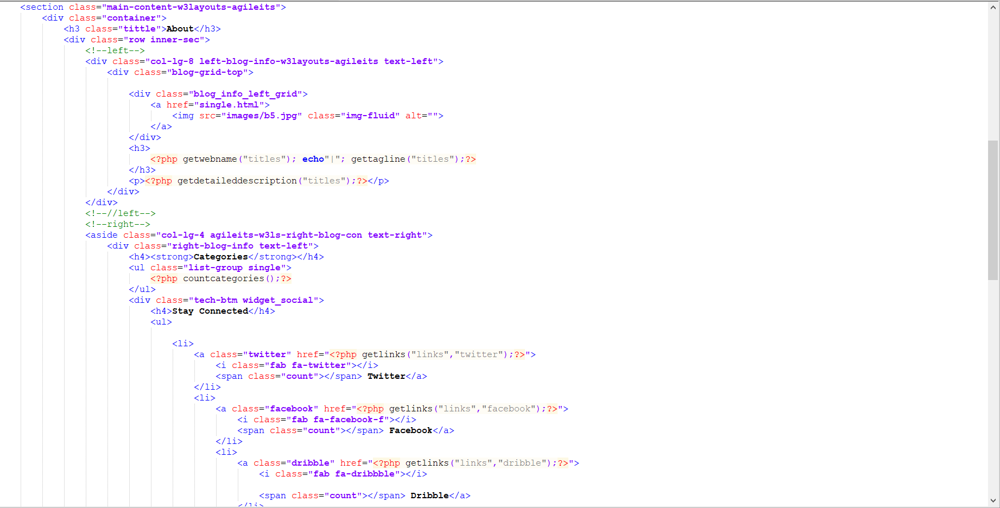 <section class="main-content-w3layouts-agileits">
<div class="container">
<h3 class="tittle">About</h3>
<div class="row inner-sec">
<!--left-->
<div class="col-lg-8 left-blog-info-w3layouts-agileits text-left">
<div class="blog-grid-top">
<div class="blog_info_left_grid">
<a href="single.html">
<img src="images/b5.jpg" class="img-fluid" alt="">
</a>
</div>
<h3>
<?php getwebname("titles"); echo"|"; gettagline("titles");?>
</h3>
<p><?php getdetaileddescription("titles");?></p>
</div>
</div>
<!--//left-->
<!--right-->
<aside class="col-lg-4 agileits-w3ls-right-blog-con text-right">
<div class="right-blog-info text-left">
<h4><strong>Categories</strong></h4>
<ul class="list-group single">
<?php countcategories();?>
</ul>
<div class="tech-btm widget_social">
<h4>Stay Connected</h4>
<ul>
<li>
<a class="twitter" href="<?php getlinks("links","twitter");?>">
<i class="fab fa-twitter"></i>
<span class="count"></span> Twitter</a>
</li>
<li>
<a class="facebook" href="<?php getlinks("links","facebook");?>">
<i class="fab fa-facebook-f"></i>
<span class="count"></span> Facebook</a>
</li>
<li>
<a class="dribble" href="<?php getlinks("links","dribble");?>">
<i class="fab fa-dribbble"></i>
<span class="count"></span> Dribble</a>
</li>